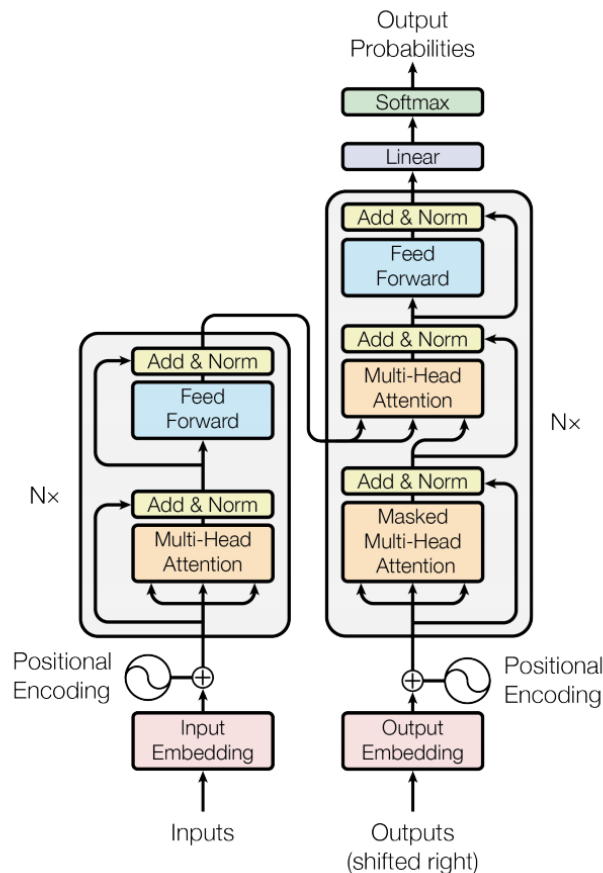 Output
Probabilities
Softmax
Linear
Add & Norm
Feed
Forward
Add & Norm
Multi-Head
Attention
Nx
Add & Norm
Masked
Multi-Head
Attention
Add & Norm
Feed
Forward
Nx
Add & Norm
Multi-Head
Attention
Positional
Encoding
Positional
Encoding
Input
Embedding
Output
Embedding
Inputs
Outputs
(shifted right)